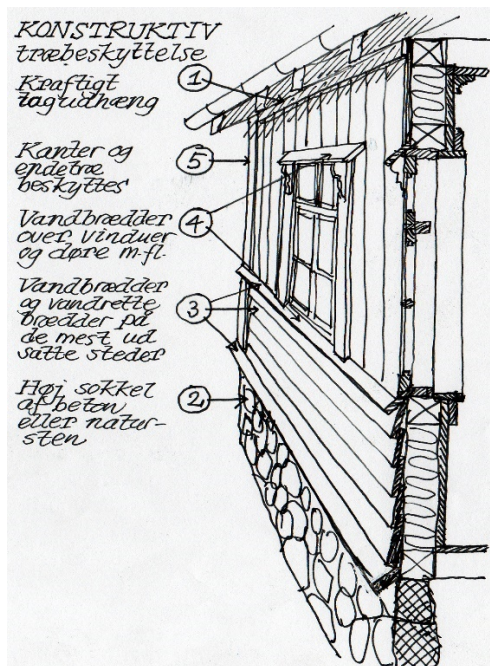 KONSTRUKTIV
træbeskyttelse
Kraftigt
tagudhæng
1
Kanter og
endetræ
beskyttes
5
Vandbrædder
over vinduer
og døre m.fl.
4
Vandbrædder
og vandrette
brædder på
de mest ud
satte steder
3
Høj sokkel
af beton
eller natur-
sten
2